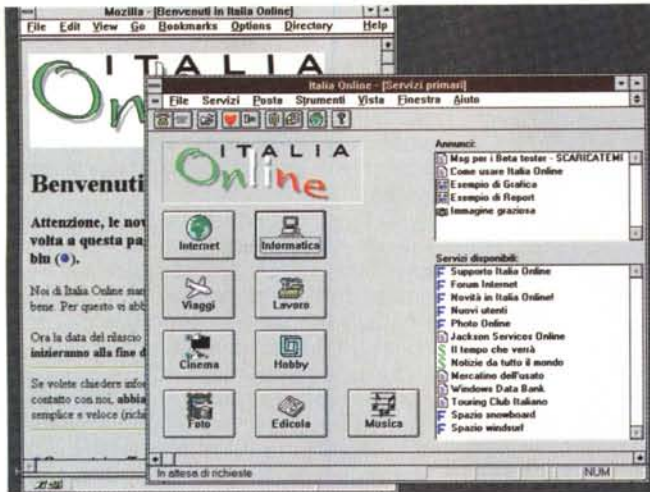 Mozilla - [Benvenuti in Italia Online]
File Edit View Go Bookmarks Options Directory Help
ITALIA
On
Benvenuti
Attenzione, le nov
volta a questa pa
blu ( ).
Noi di Italia Online siam
bene. Per questo vi abb
Ora la data del rilascio
inizieranno alla fine d
Se volete chiedere infor
contatto con noi, abbia
semplice e veloce (richi
Italia Online - [Servizi primari]
File Servizi Posta Strumenti Vista Finestra Aiuto
ITALIA
Online
Internet
Informatica
Viaggi
Lavoro
Cinema
Hobby
Foto
Edicola
Musica
Annunci:
Msg per i Beta tester - SCARICATEMI
Come usare Italia Online
Esempio di Grafica
Esempio di Report
Immagine graziosa
Servizi disponibili:
Supporto Italia Online
Forum Internet
Novità in Italia Online!
Nuovi utenti
Photo Online
Jackson Services Online
Il tempo che verrà
Notizie da tutto il mondo
Mercatino dell'usato
Windows Data Bank
Touring Club Italiano
Spazio snowboard
Spazio windsurf
In attesa di richieste
NUM